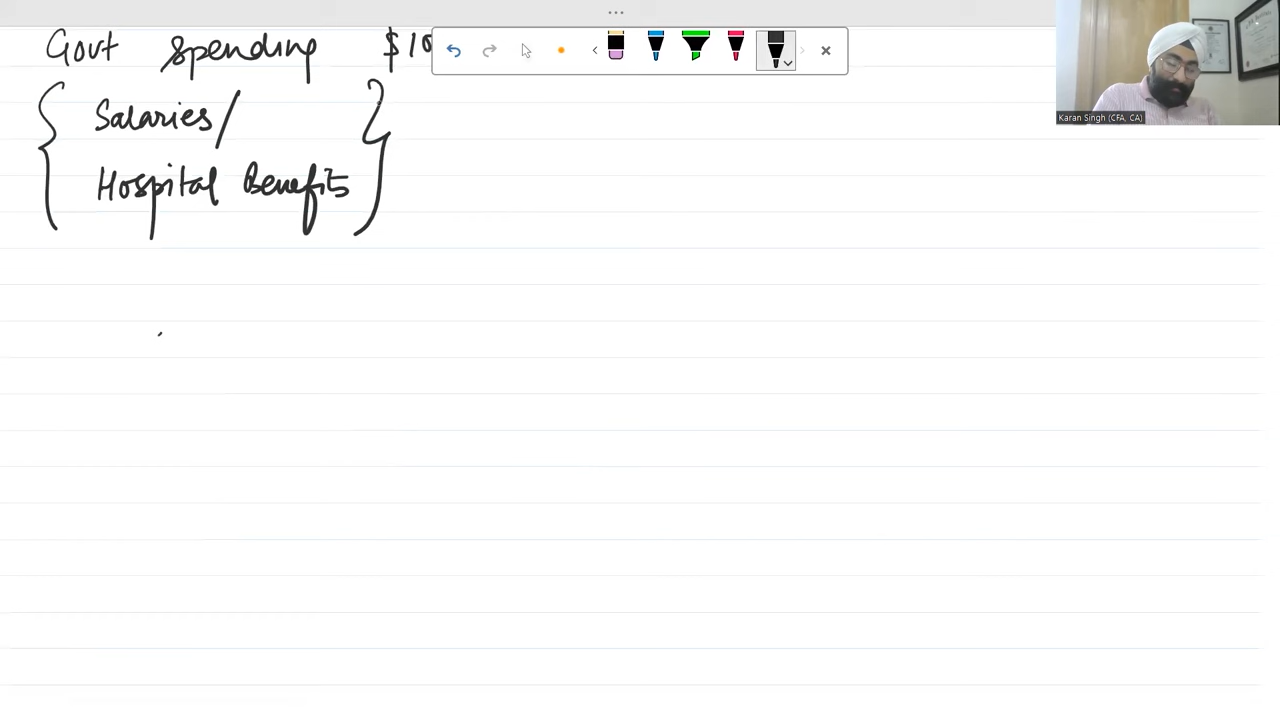 Govt spending $10
Salaries/
Hospital Benefits
Karan Singh (CFA, CA)